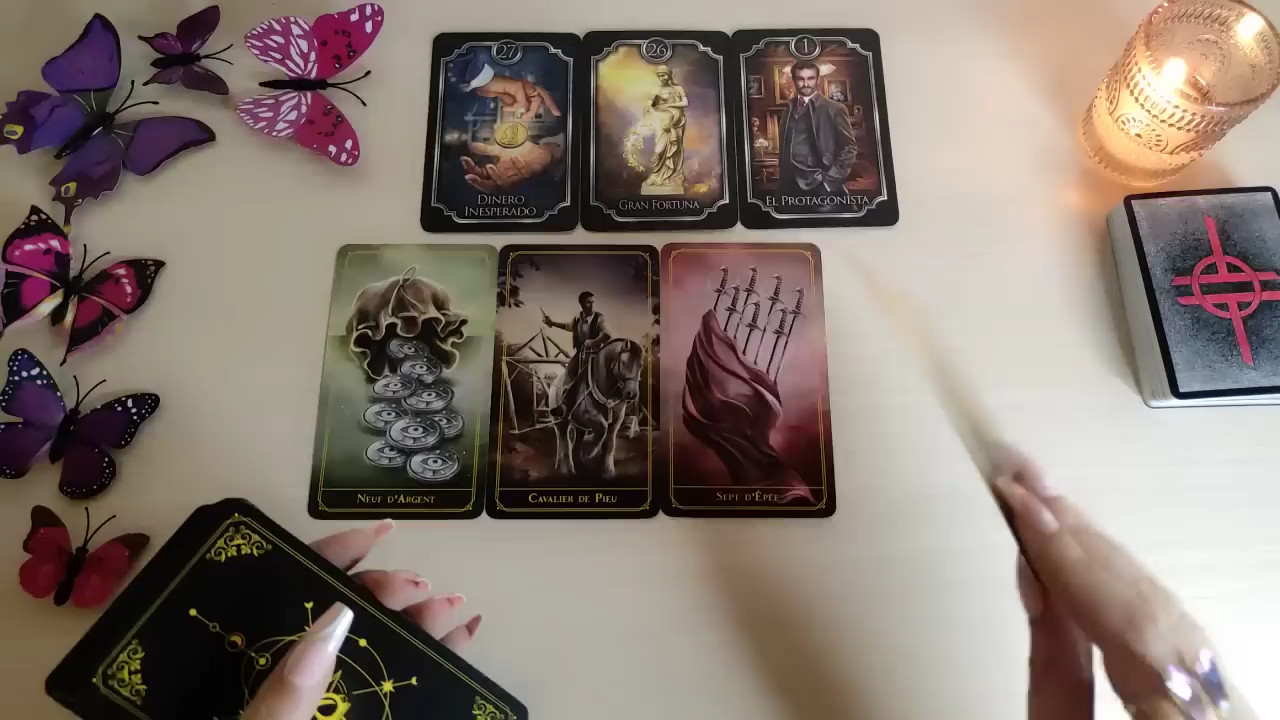 27
DINERO
INESPERADO
26
GRAN FORTUNA
1
EL PROTAGONISTA
NEUF D'ARGENT
CAVALIER DE PIEU
SEPT D'ÉPÉE